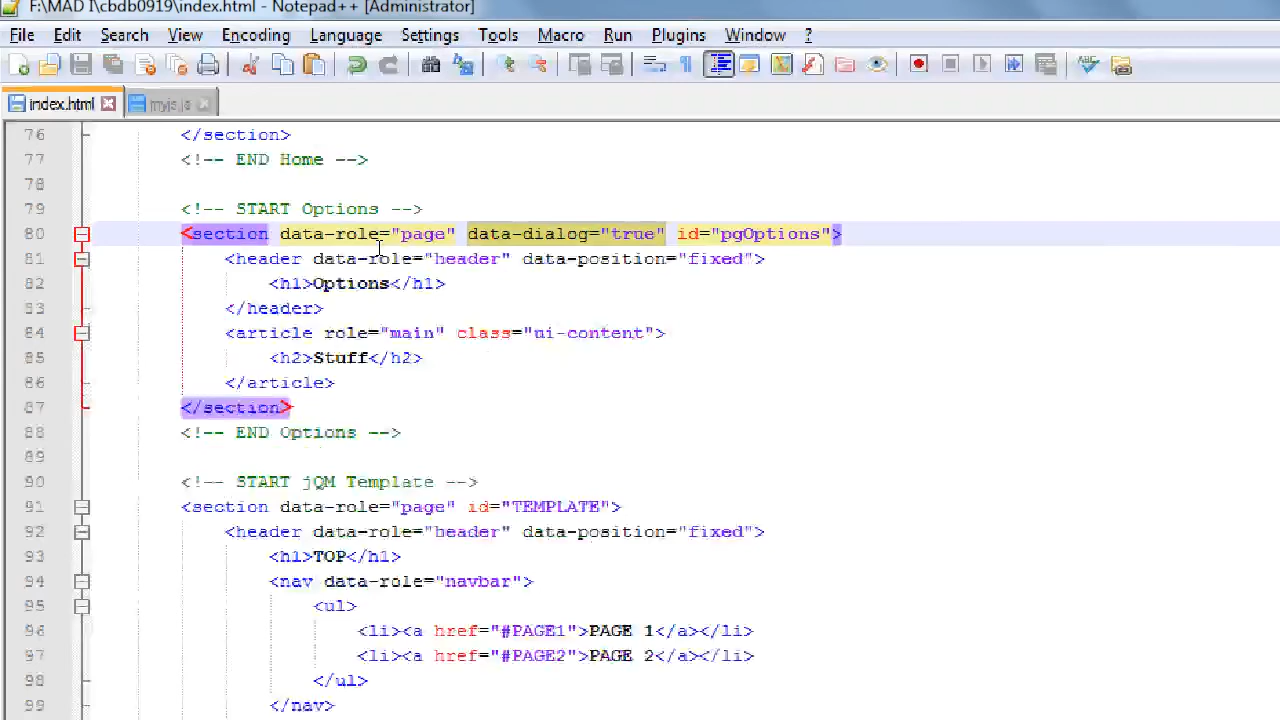 F:\MAD I\cbdb0919\index.html - Notepad++ [Administrator]
File Edit Search View Encoding Language Settings Tools Macro Run Plugins Window ?
index.html myjs.js
76 </section>
77 <!-- END Home -->
78
79 <!-- START Options -->
80 <section data-role="page" data-dialog="true" id="pgOptions">
81 <header data-role="header" data-position="fixed">
82 <h1>Options</h1>
83 </header>
84 <article role="main" class="ui-content">
85 <h2>Stuff</h2>
86 </article>
87 </section>
88 <!-- END Options -->
89
90 <!-- START jQM Template -->
91 <section data-role="page" id="TEMPLATE">
92 <header data-role="header" data-position="fixed">
93 <h1>TOP</h1>
94 <nav data-role="navbar">
95 <ul>
96 <li><a href="#PAGE1">PAGE 1</a></li>
97 <li><a href="#PAGE2">PAGE 2</a></li>
98 </ul>
99 </nav>